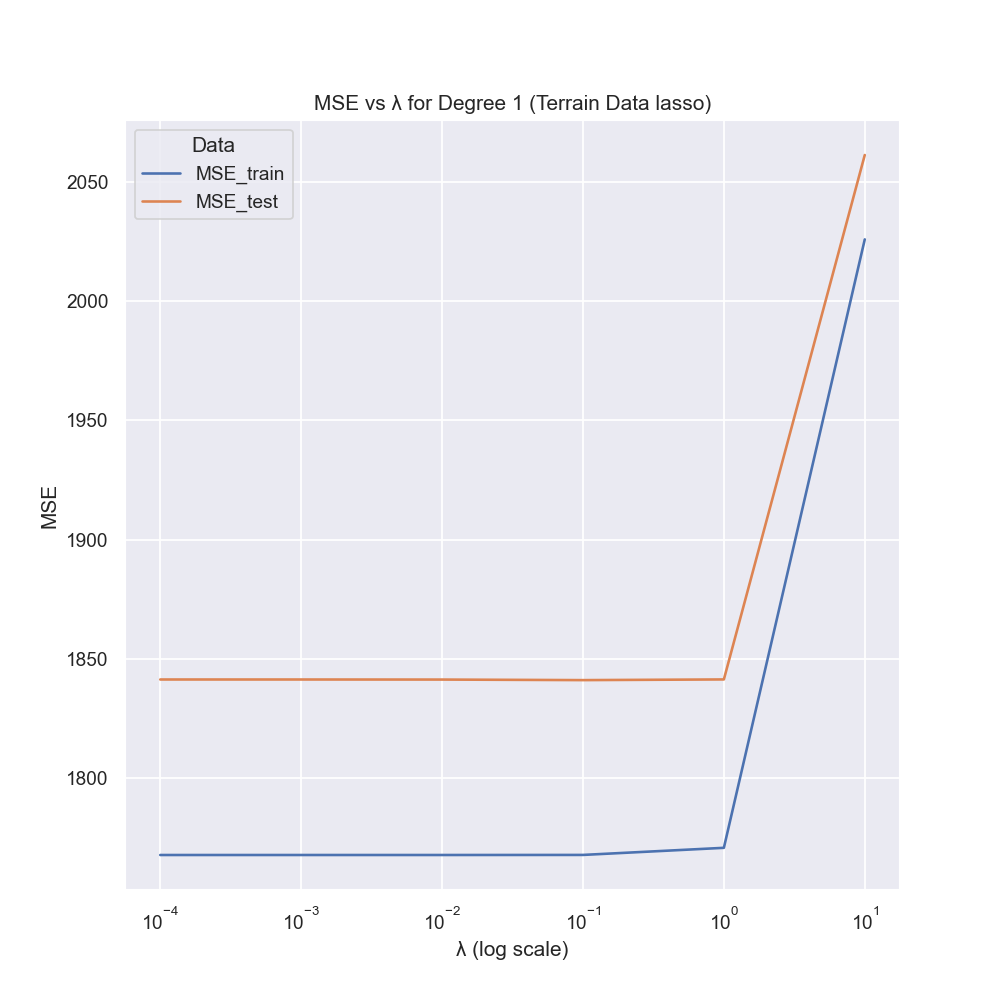 MSE vs λ for Degree 1 (Terrain Data lasso)
Data
MSE_train
MSE_test
2050
2000
1950
1900
1850
1800
MSE
10⁻⁴ 10⁻³ 10⁻² 10⁻¹ 10⁰ 10¹
λ (log scale)